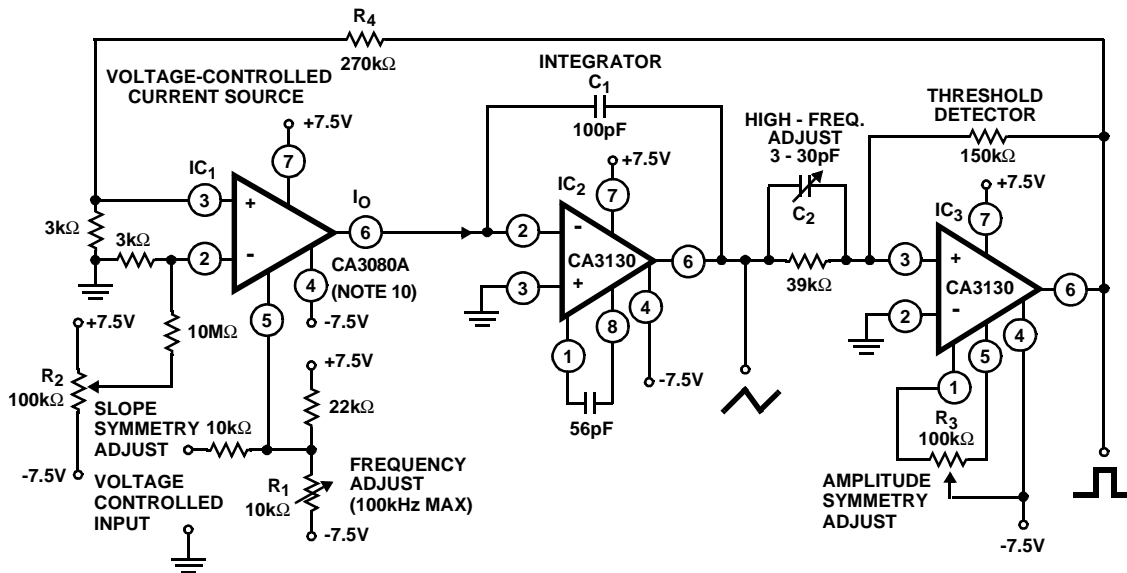 R4
270kΩ
VOLTAGE-CONTROLLED
CURRENT SOURCE
+7.5V
7
IC1
3
+
3kΩ
3kΩ
2
-
IO
6
CA3080A
(NOTE 10)
4
-7.5V
5
+7.5V
10MΩ
R2
100kΩ
-7.5V
SLOPE
SYMMETRY
ADJUST
10kΩ
VOLTAGE
CONTROLLED
INPUT
+7.5V
22kΩ
R1
10kΩ
FREQUENCY
ADJUST
(100kHz MAX)
-7.5V
INTEGRATOR
C1
100pF
+7.5V
IC2
7
2
-
CA3130
3
+
6
4
8
1
-7.5V
56pF
HIGH - FREQ.
ADJUST
3 - 30pF
C2
39kΩ
THRESHOLD
DETECTOR
150kΩ
+7.5V
IC3
7
3
+
CA3130
2
-
6
4
5
1
R3
100kΩ
AMPLITUDE
SYMMETRY
ADJUST
-7.5V